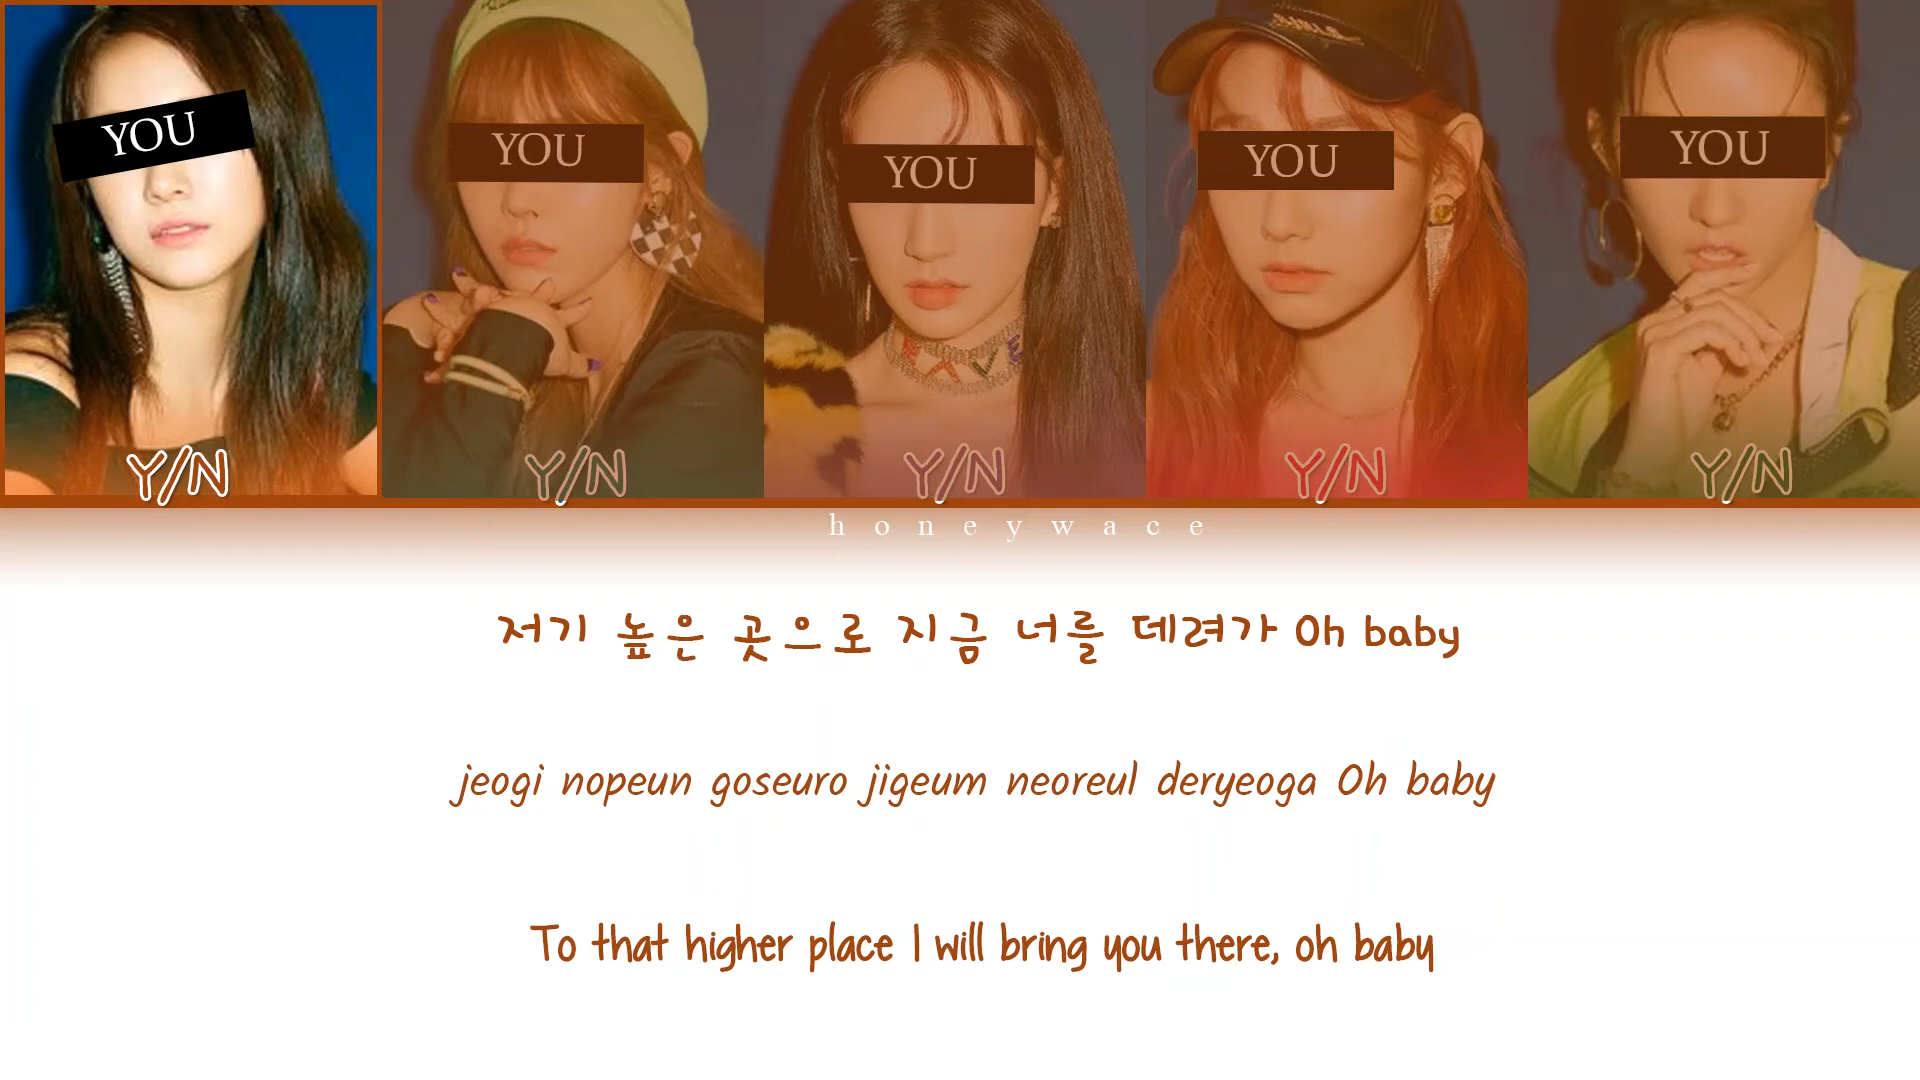 YOU
YOU
YOU
YOU
YOU
Y/N
Y/N
Y/N
Y/N
Y/N
honeywace
저기 높은 곳으로 지금 너를 데려가 Oh baby
jeogi nopeun goseuro jigeum neoreul deryeoga Oh baby
To that higher place I will bring you there, oh baby